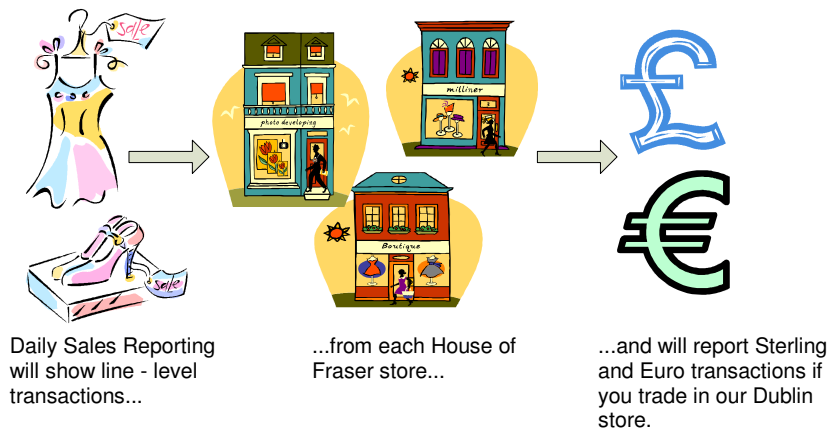 sale
photo developing
milliner
Boutique
sale
Daily Sales Reporting
will show line - level
transactions...
...from each House of
Fraser store...
...and will report Sterling
and Euro transactions if
you trade in our Dublin
store.
£
€